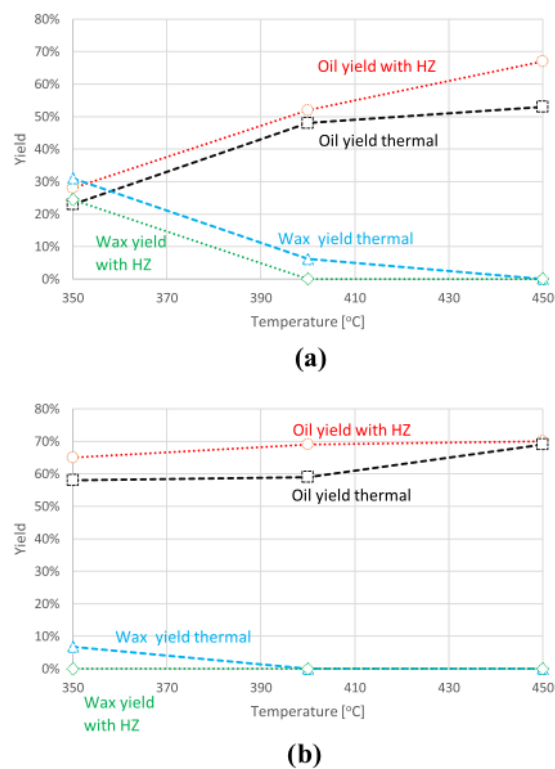 80%
70%
60%
50%
40%
30%
20%
10%
0%
Yield
Oil yield with HZ
Oil yield thermal
Wax yield
with HZ
Wax  yield thermal
350 370 390 410 430 450
Temperature [°C]
(a)
80%
70%
60%
50%
40%
30%
20%
10%
0%
Yield
Oil yield with HZ
Oil yield thermal
Wax  yield thermal
350 370 390 410 430 450
Wax yield
with HZ
Temperature [°C]
(b)